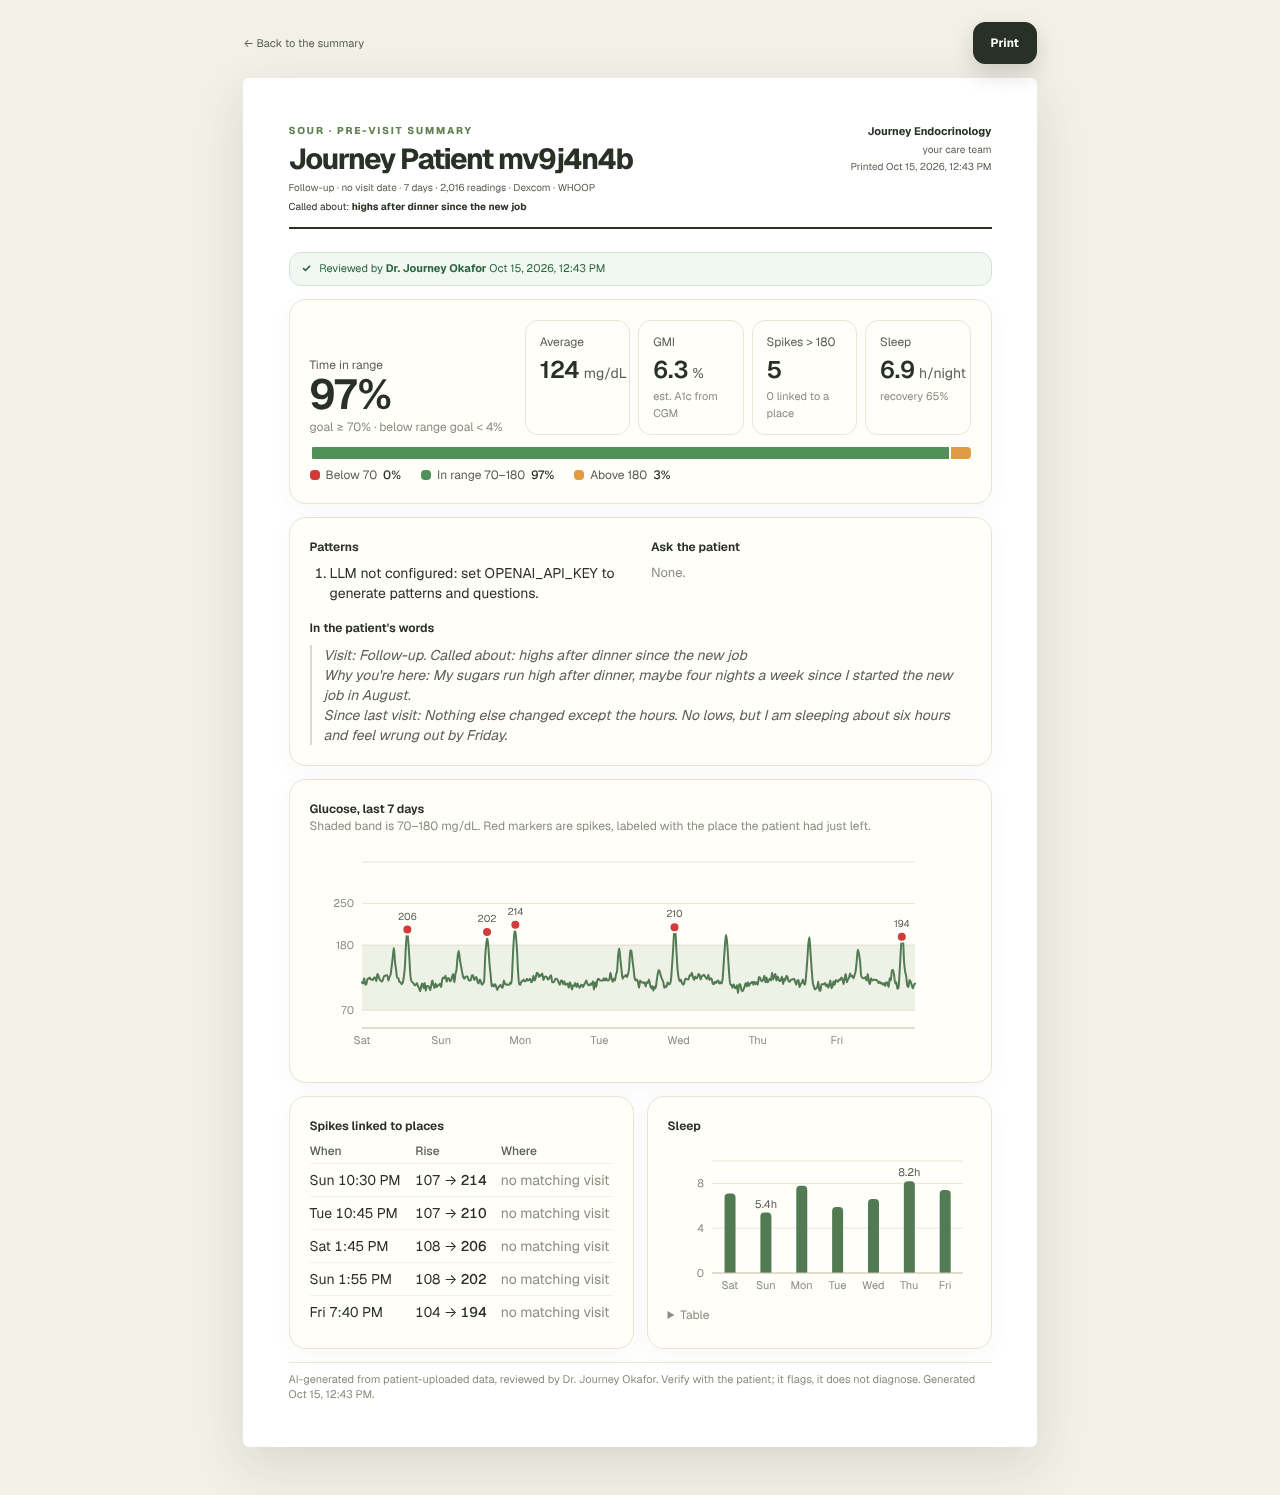 ← Back to the summary
Print
SOUR · PRE-VISIT SUMMARY
Journey Patient mv9j4n4b
Follow-up · no visit date · 7 days · 2,016 readings · Dexcom · WHOOP
Called about: highs after dinner since the new job
Journey Endocrinology
your care team
Printed Oct 15, 2026, 12:43 PM
✓ Reviewed by Dr. Journey Okafor Oct 15, 2026, 12:43 PM
Time in range
97%
goal ≥ 70% · below range goal < 4%
Average
124 mg/dL
GMI
6.3 %
est. A1c from
CGM
Spikes > 180
5
0 linked to a
place
Sleep
6.9 h/night
recovery 65%
Below 70 0%
In range 70–180 97%
Above 180 3%
Patterns
1. LLM not configured: set OPENAI_API_KEY to
generate patterns and questions.
Ask the patient
None.
In the patient's words
Visit: Follow-up. Called about: highs after dinner since the new job
Why you're here: My sugars run high after dinner, maybe four nights a week since I started the new
job in August.
Since last visit: Nothing else changed except the hours. No lows, but I am sleeping about six hours
and feel wrung out by Friday.
Glucose, last 7 days
Shaded band is 70–180 mg/dL. Red markers are spikes, labeled with the place the patient had just left.
250
180
70
206
202
214
210
194
Sat
Sun
Mon
Tue
Wed
Thu
Fri
Spikes linked to places
When Rise Where
Sun 10:30 PM 107 → 214 no matching visit
Tue 10:45 PM 107 → 210 no matching visit
Sat 1:45 PM 108 → 206 no matching visit
Sun 1:55 PM 108 → 202 no matching visit
Fri 7:40 PM 104 → 194 no matching visit
Sleep
8
4
0
5.4h
8.2h
Sat
Sun
Mon
Tue
Wed
Thu
Fri
▶ Table
AI-generated from patient-uploaded data, reviewed by Dr. Journey Okafor. Verify with the patient; it flags, it does not diagnose. Generated
Oct 15, 12:43 PM.